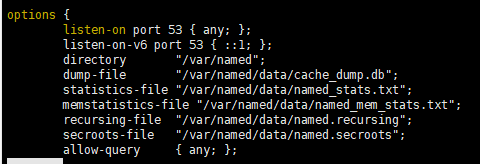 options {
        listen-on port 53 { any; };
        listen-on-v6 port 53 { ::1; };
        directory       "/var/named";
        dump-file       "/var/named/data/cache_dump.db";
        statistics-file "/var/named/data/named_stats.txt";
        memstatistics-file "/var/named/data/named_mem_stats.txt";
        recursing-file  "/var/named/data/named.recursing";
        secroots-file   "/var/named/data/named.secroots";
        allow-query     { any; };